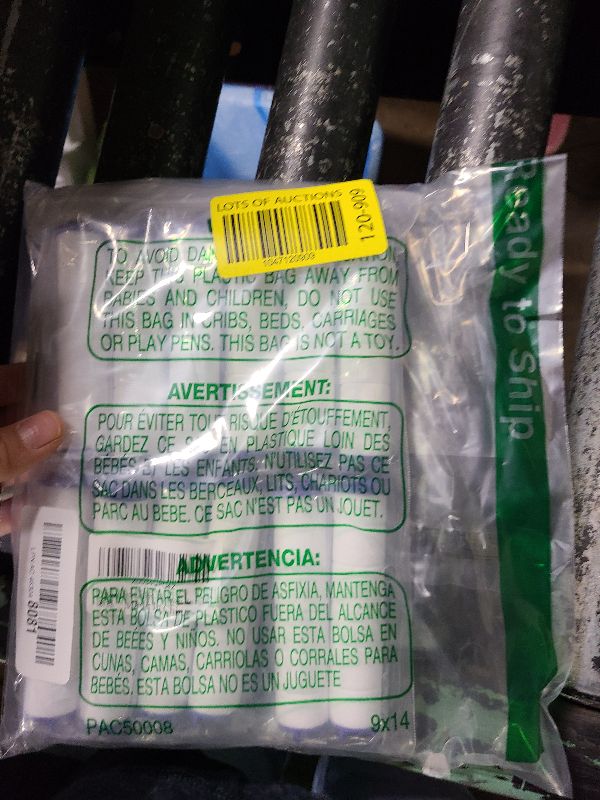 LOTS OF AUCTIONS
1047120909
120-909
TO AVOID
KEEP THIS PLASTIC BAG AWAY FROM
BABIES AND CHILDREN, DO NOT USE
THIS BAG IN CRIBS, BEDS, CARRIAGES
OR PLAY PENS. THIS BAG IS NOT A TOY.
AVERTISSEMENT:
POUR ÉVITER TOUT RISQUE D'ÉTOUFFEMENT,
GARDEZ CE SAC EN PLASTIQUE LOIN DES
BÉBÉS ET LES ENFANTS. N'UTILISEZ PAS CE
SAC DANS LES BERCEAUX, LITS, CHARIOTS OU
PARC AU BEBE. CE SAC N'EST PAS UN JOUET.
ADVERTENCIA:
PARA EVITAR EL PELIGRO DE ASFIXIA, MANTENGA
ESTA BOLSA DE PLASTICO FUERA DEL ALCANCE
DE BEBES Y NIÑOS. NO USAR ESTA BOLSA EN
CUNAS, CAMAS, CARRIOLAS O CORRALES PARA
BEBÉS. ESTA BOLSA NO ES UN JUGUETE
PAC50008
9x14
8081
Ready to Ship